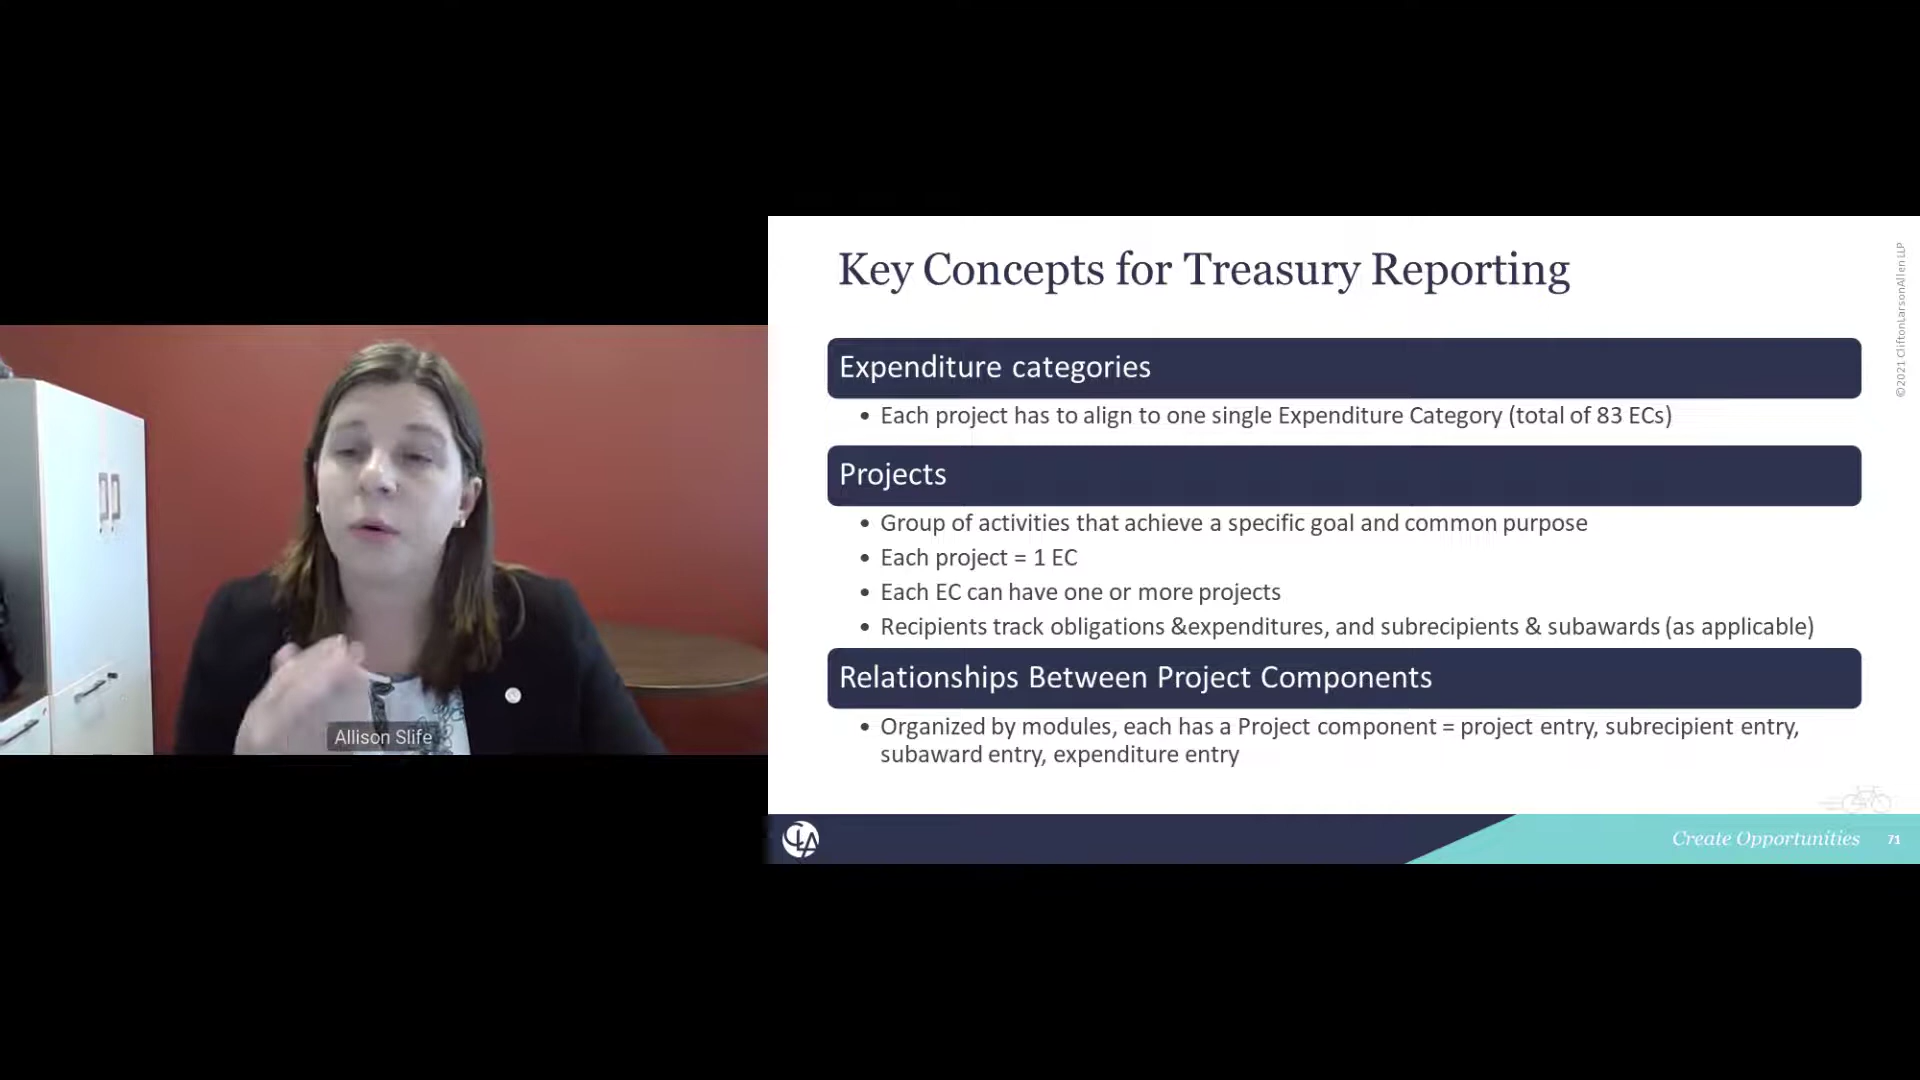 Allison Slife
Key Concepts for Treasury Reporting
Expenditure categories
• Each project has to align to one single Expenditure Category (total of 83 ECs)
Projects
• Group of activities that achieve a specific goal and common purpose
• Each project = 1 EC
• Each EC can have one or more projects
• Recipients track obligations &expenditures, and subrecipients & subawards (as applicable)
Relationships Between Project Components
• Organized by modules, each has a Project component = project entry, subrecipient entry,
subaward entry, expenditure entry
©2021 CliftonLarsonAllen LLP
CLA
Create Opportunities
71